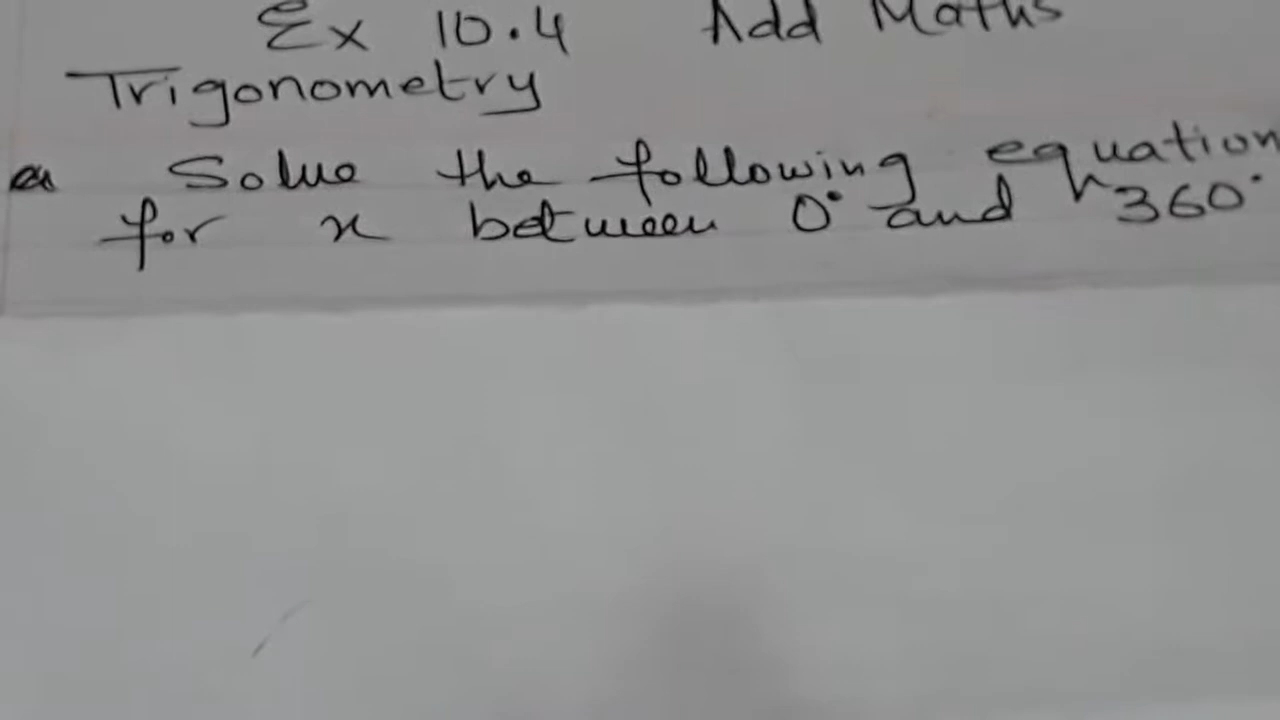 Ex 10.4 Add Maths
Trigonometry
Solve the following equation
for x between 0° and 360°